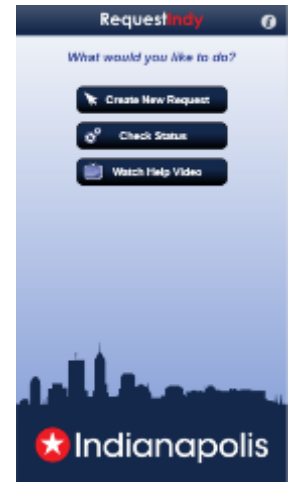 RequestIndy
What would you like to do?
Create New Request
Check Status
Watch Help Video
Indianapolis